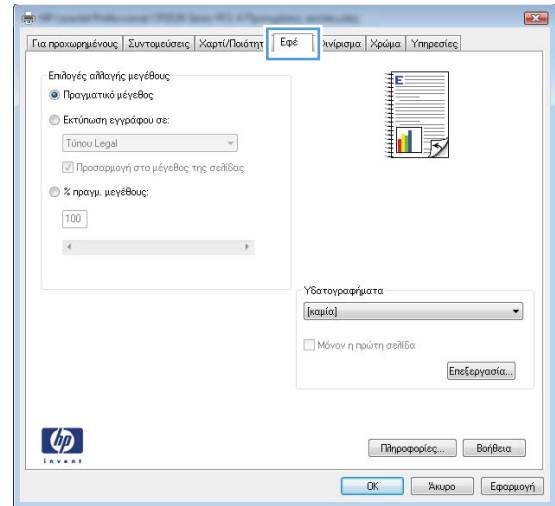 Για προχωρημένους Συντομεύσεις Χαρτί/Ποιότητ Εφέ Φινίρισμα Χρώμα Υπηρεσίες
Επιλογές αλλαγής μεγέθους
Πραγματικό μέγεθος
Εκτύπωση εγγράφου σε:
Τύπου Legal
Προσαρμογή στο μέγεθος της σελίδας
% πραγμ. μεγέθους:
100
E
Υδατογραφήματα
[καμία]
Μόνον η πρώτη σελίδα
Επεξεργασία...
hp
invent
Πληροφορίες... Βοήθεια
OK Άκυρο Εφαρμογή